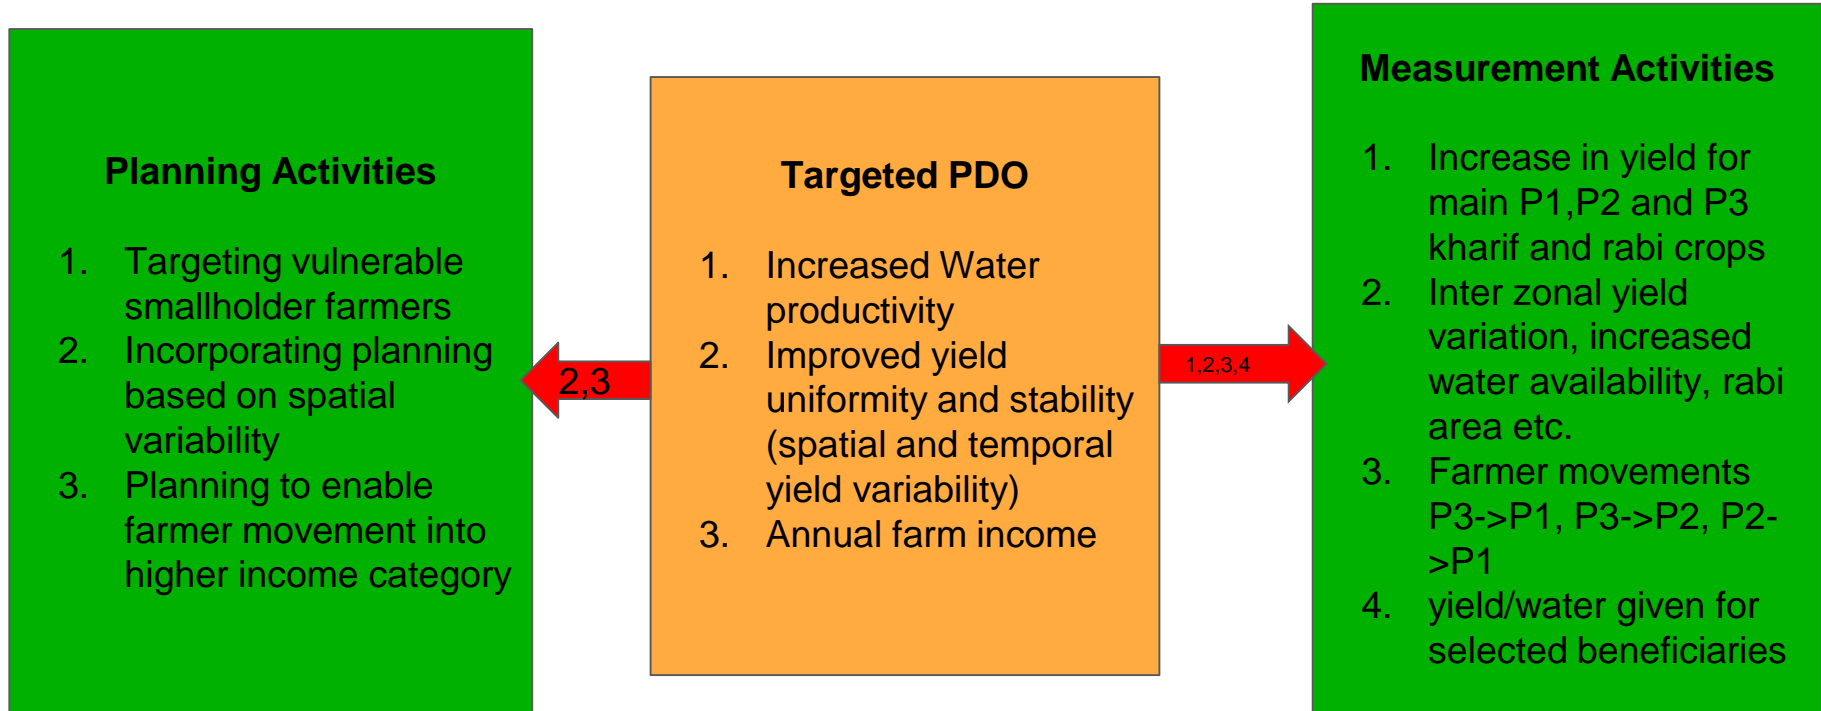 Planning Activities
1. Targeting vulnerable
smallholder farmers
2. Incorporating planning
based on spatial
variability
3. Planning to enable
farmer movement into
higher income category
2,3
Targeted PDO
1. Increased Water
productivity
2. Improved yield
uniformity and stability
(spatial and temporal
yield variability)
3. Annual farm income
1,2,3,4
Measurement Activities
1. Increase in yield for
main P1,P2 and P3
kharif and rabi crops
2. Inter zonal yield
variation, increased
water availability, rabi
area etc.
3. Farmer movements
P3->P1, P3->P2, P2-
>P1
4. yield/water given for
selected beneficiaries